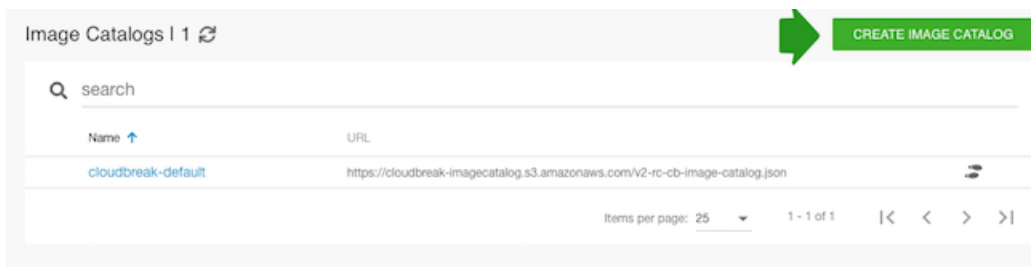 Image Catalogs | 1
CREATE IMAGE CATALOG
search
Name URL
cloudbreak-default https://cloudbreak-imagecatalog.s3.amazonaws.com/v2-rc-cb-image-catalog.json
Items per page: 25 1 - 1 of 1